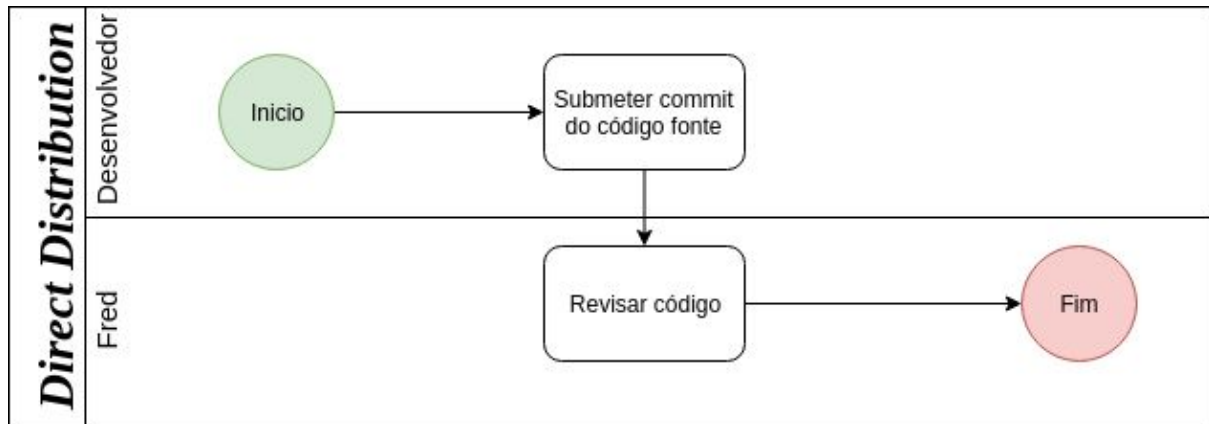 Direct Distribution
Desenvolvedor
Inicio
Submeter commit
do código fonte
Fred
Revisar código
Fim